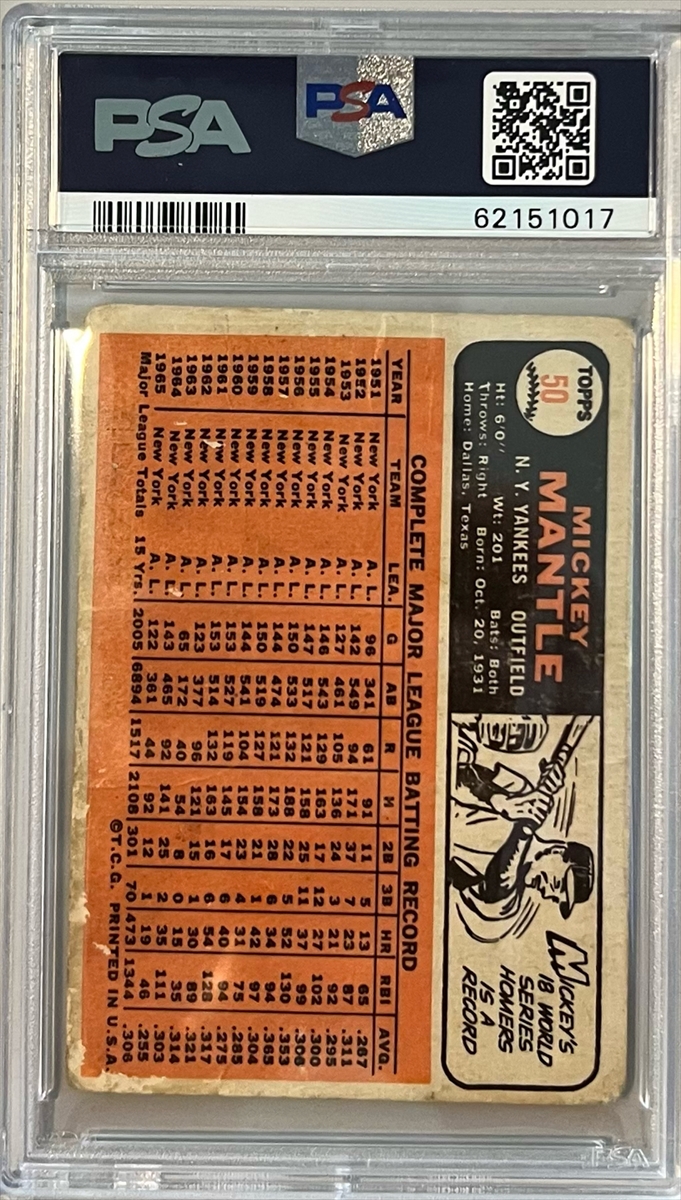 PSA
PSA
62151017
TOPPS
50
MICKEY
MANTLE
N. Y. YANKEES OUTFIELD
Ht: 6'0" Wt: 201 Bats: Both
Throws: Right Born: Oct. 20, 1931
Home: Dallas, Texas
MICKEY'S
18 WORLD
SERIES
HOMERS
IS A
RECORD
COMPLETE MAJOR LEAGUE BATTING RECORD
YEAR TEAM LEA. G AB R H 2B 3B HR RBI AVG.
1951 New York A. L. 96 341 61 91 11 5 13 65 .267
1952 New York A. L. 142 549 94 171 37 7 23 87 .311
1953 New York A. L. 127 461 105 136 24 3 21 92 .295
1954 New York A. L. 146 543 129 163 17 12 27 102 .300
1955 New York A. L. 147 517 121 158 25 11 37 99 .306
1956 New York A. L. 150 533 132 188 22 5 52 130 .353
1957 New York A. L. 144 474 121 173 28 6 34 94 .365
1958 New York A. L. 150 519 127 158 21 1 42 97 .304
1959 New York A. L. 144 541 104 154 23 4 31 75 .285
1960 New York A. L. 153 527 119 145 17 6 40 94 .275
1961 New York A. L. 153 514 132 163 16 6 54 128 .317
1962 New York A. L. 123 377 96 121 15 1 30 89 .321
1963 New York A. L. 65 172 40 54 8 0 15 35 .314
1964 New York A. L. 143 465 92 141 25 2 35 111 .303
1965 New York A. L. 122 361 44 92 12 1 19 46 .255
Major League Totals 15 Yrs. 2005 6894 1517 2108 301 70 473 1344 .306
©T.C.G. PRINTED IN U.S.A.
PSA